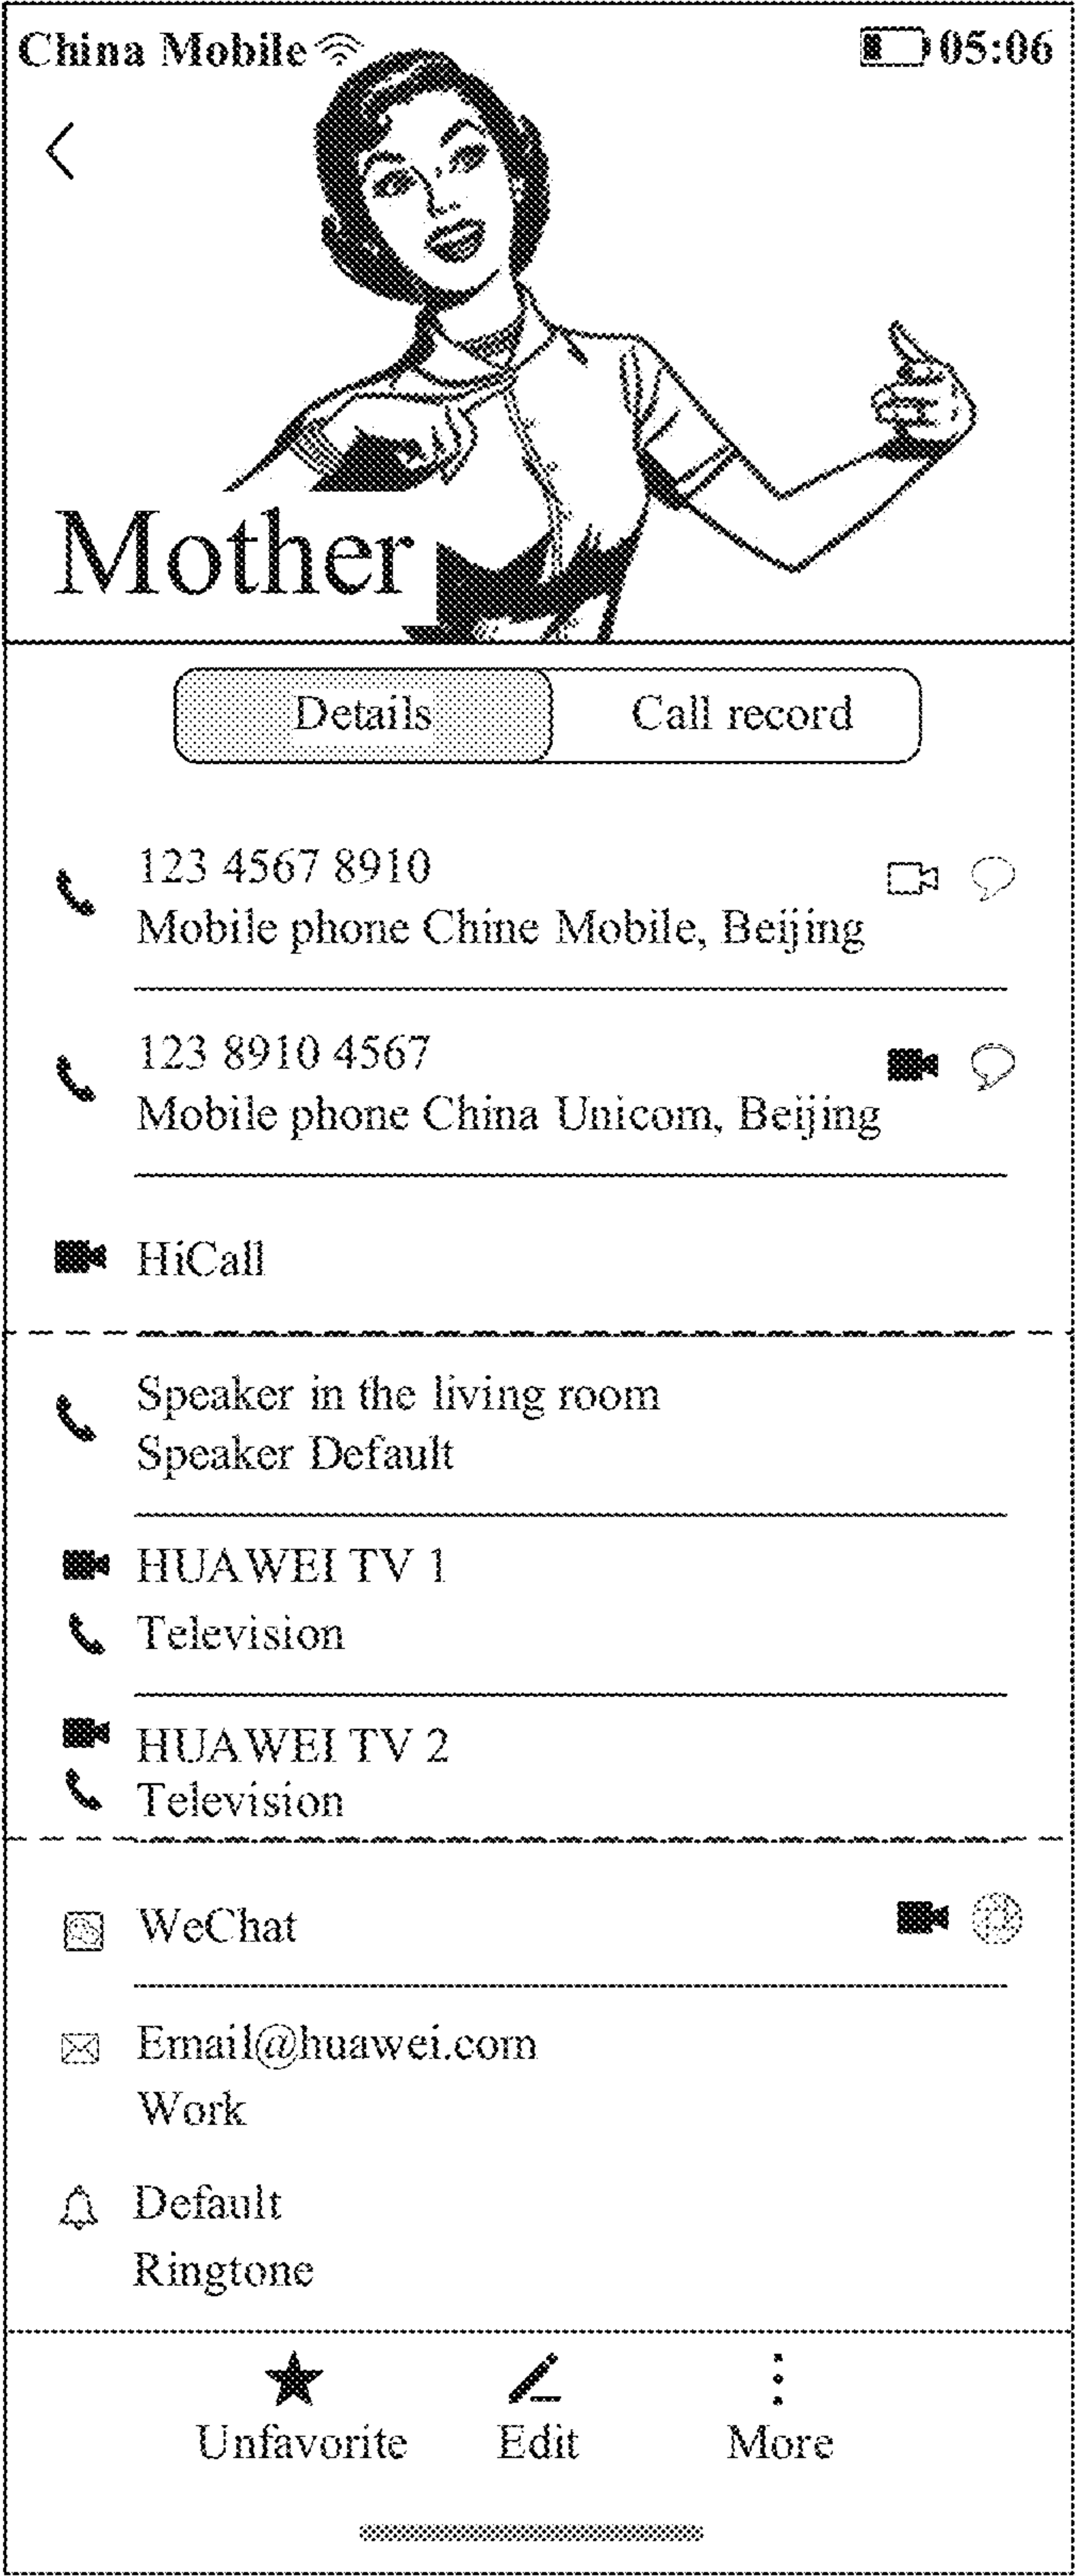 China Mobile 05:06
Mother
Details Call record
123 4567 8910
Mobile phone Chine Mobile, Beijing
123 8910 4567
Mobile phone China Unicom, Beijing
HiCall
Speaker in the living room
Speaker Default
HUAWEI TV 1
Television
HUAWEI TV 2
Television
WeChat
Email@huawei.com
Work
Default
Ringtone
Unfavorite Edit More